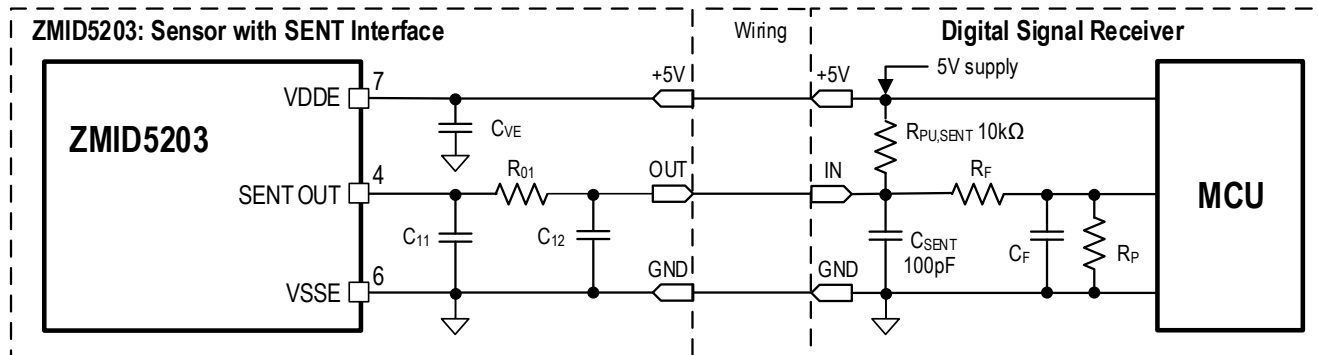 ZMID5203: Sensor with SENT Interface
Wiring
Digital Signal Receiver
7
VDDE
+5V
+5V
5V supply
ZMID5203
CVE
RPU,SENT 10kΩ
4
SENT OUT
R01
OUT
IN
RF
MCU
C11
C12
CSENT
100pF
CF
RP
6
VSSE
GND
GND